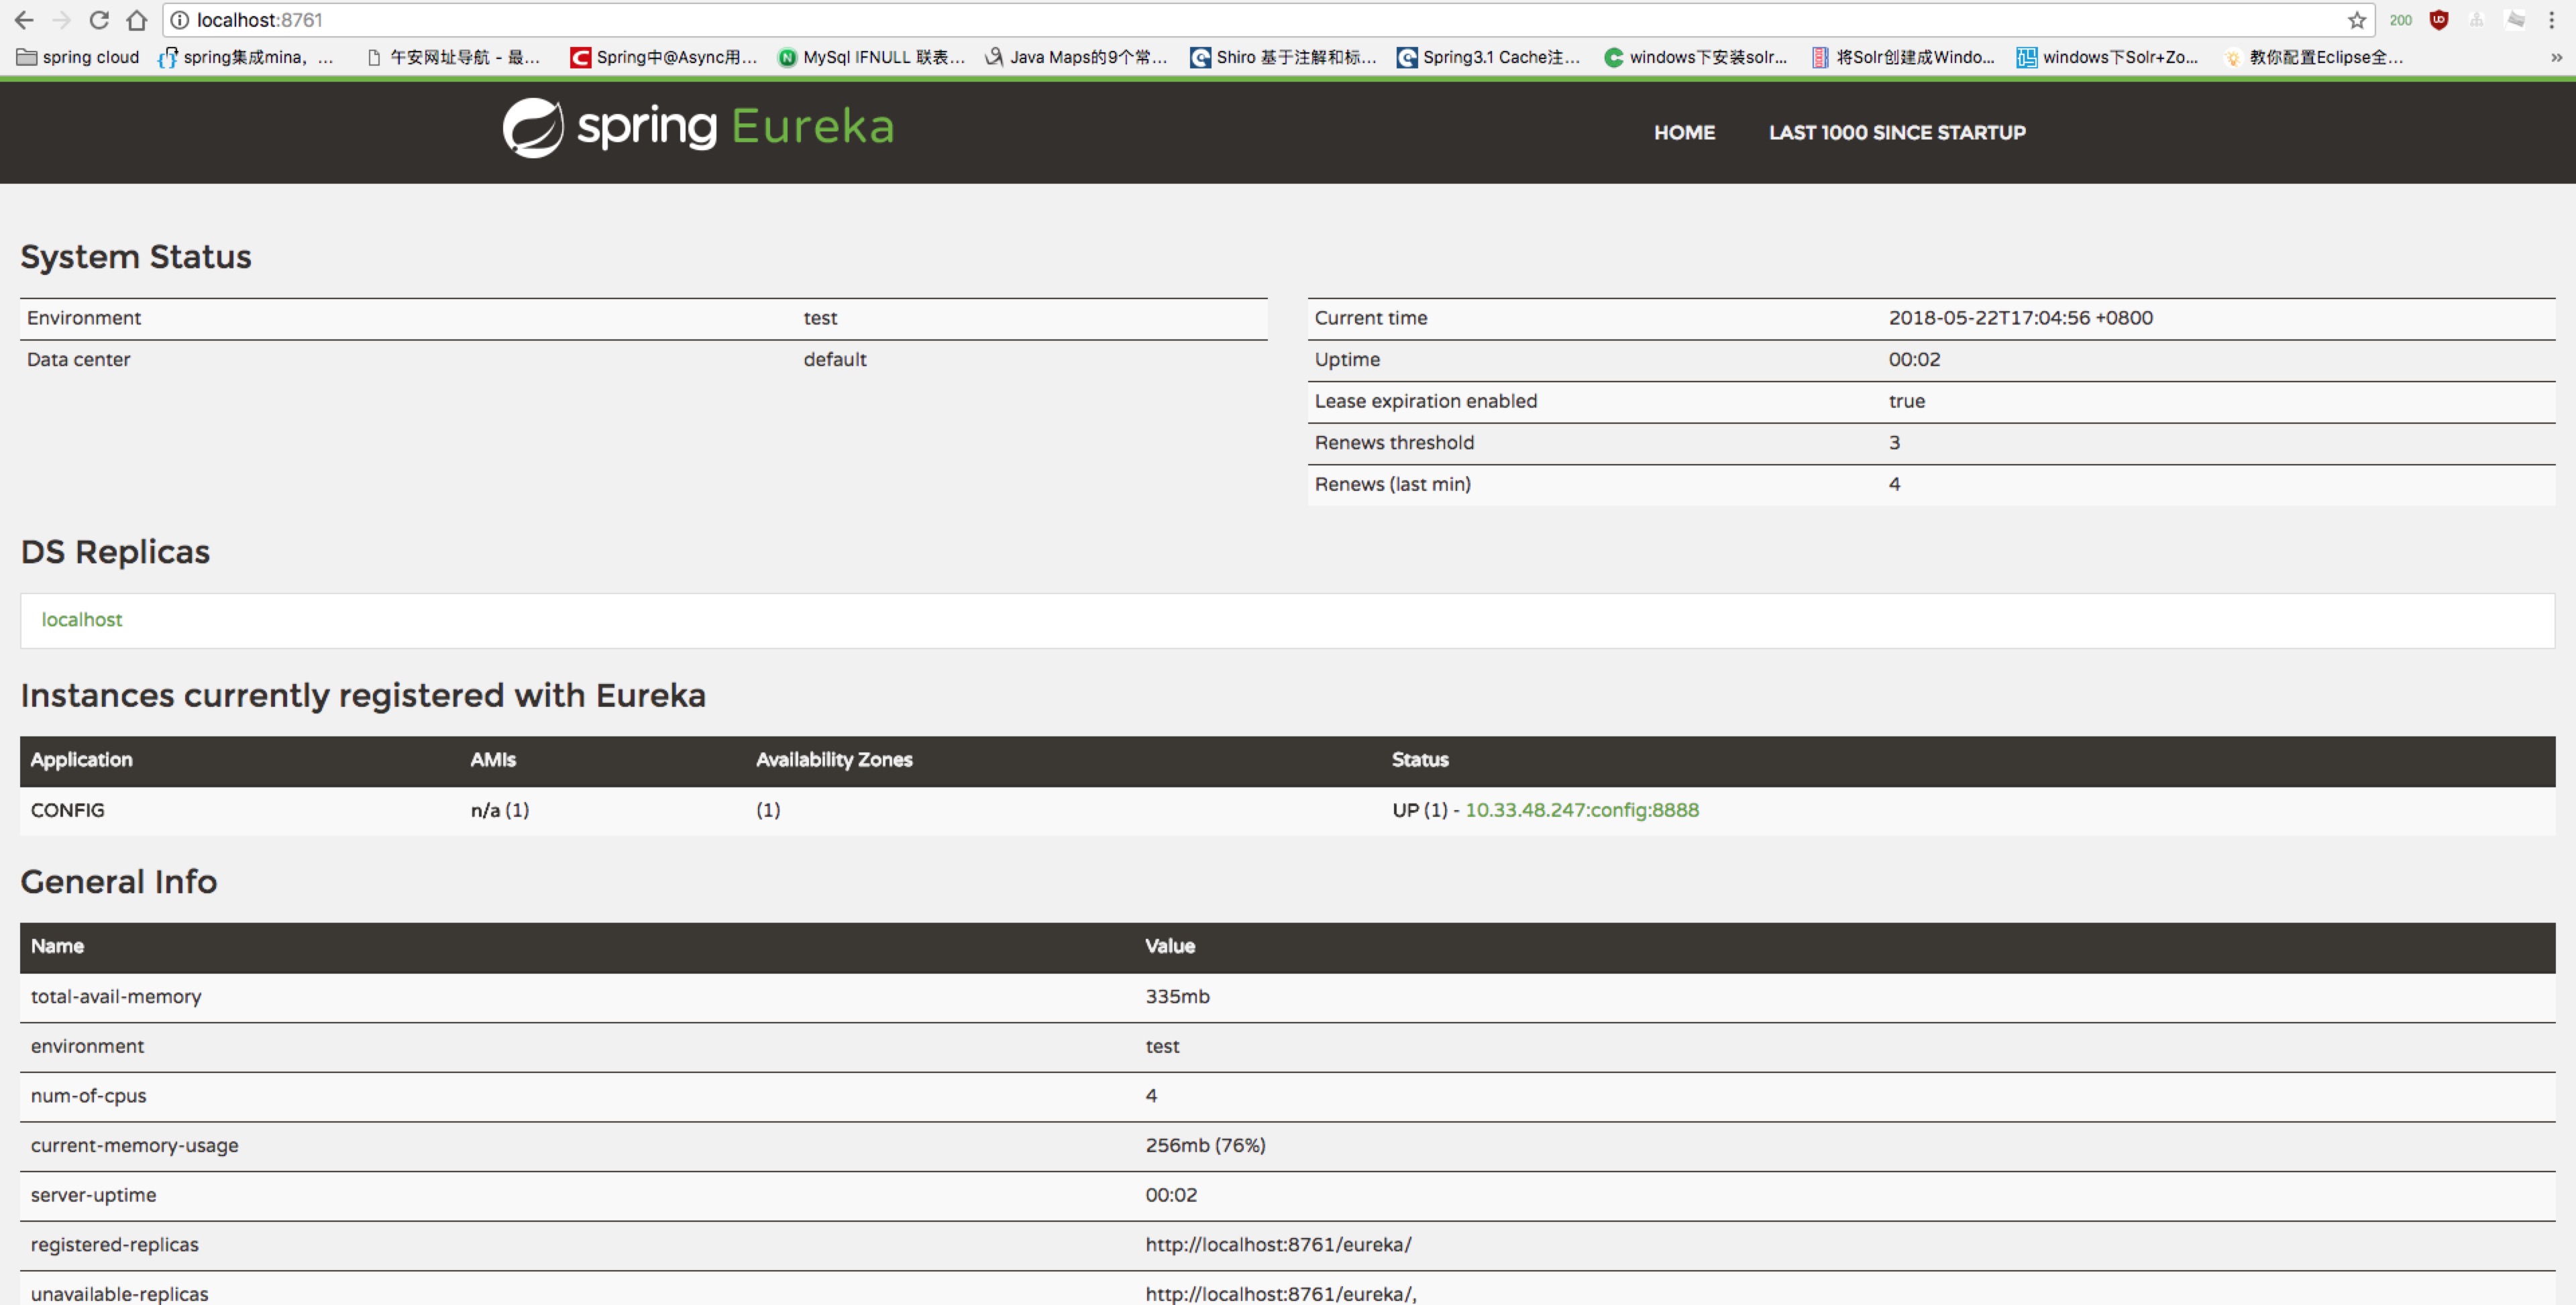 localhost:8761
200
spring cloud spring集成mina，... 午安网址导航 - 最... Spring中@Async用... MySql IFNULL 联表... Java Maps的9个常... Shiro 基于注解和标... Spring3.1 Cache注... windows下安装solr... 将Solr创建成Windo... windows下Solr+Zo... 教你配置Eclipse全... »
spring Eureka HOME LAST 1000 SINCE STARTUP
System Status
Environment test
Data center default
Current time 2018-05-22T17:04:56 +0800
Uptime 00:02
Lease expiration enabled true
Renews threshold 3
Renews (last min) 4
DS Replicas
localhost
Instances currently registered with Eureka
Application AMIs Availability Zones Status
CONFIG n/a (1) (1) UP (1) - 10.33.48.247:config:8888
General Info
Name Value
total-avail-memory 335mb
environment test
num-of-cpus 4
current-memory-usage 256mb (76%)
server-uptime 00:02
registered-replicas http://localhost:8761/eureka/
unavailable-replicas http://localhost:8761/eureka/,